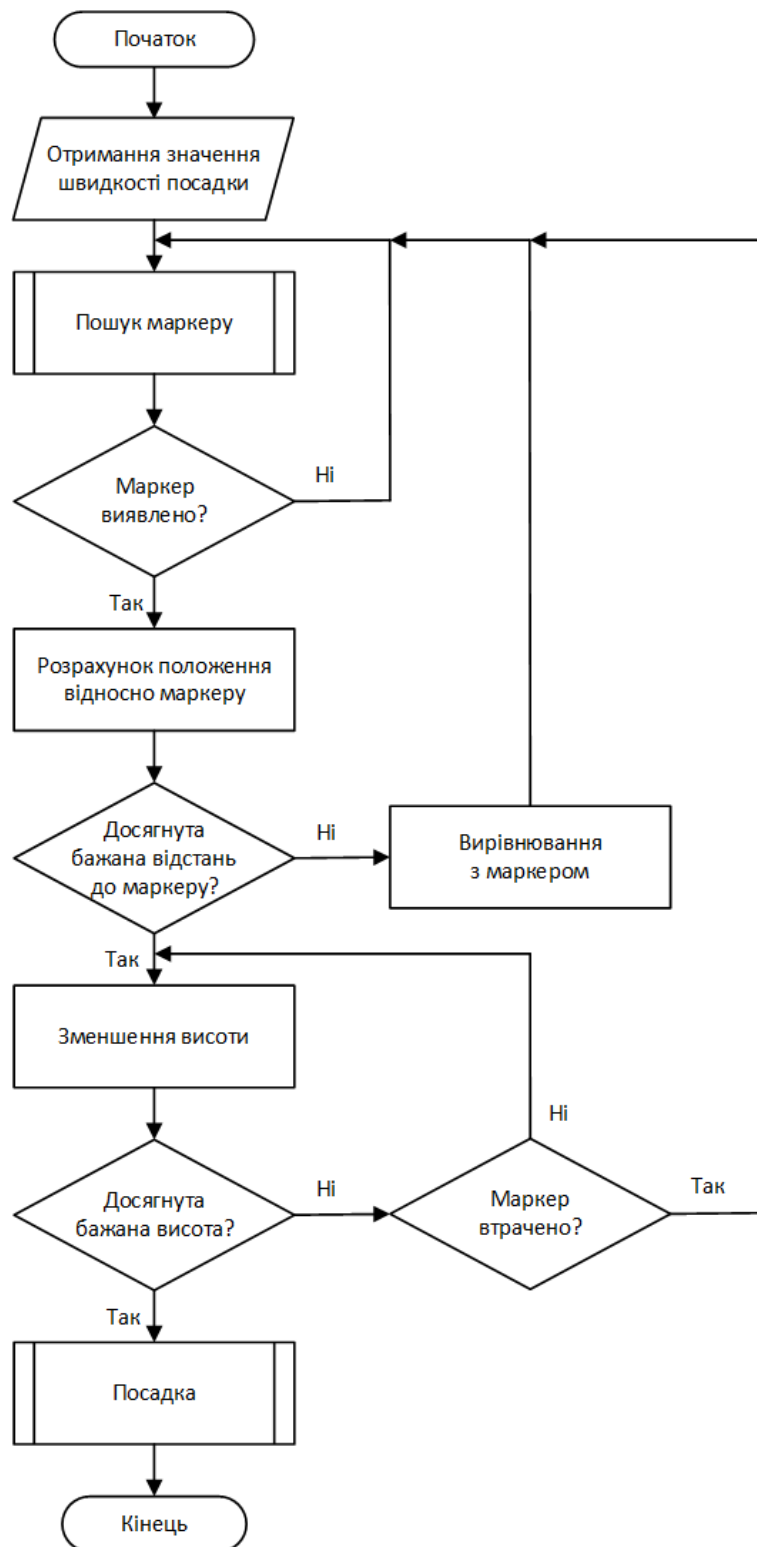 Початок
Отримання значення
швидкості посадки
Пошук маркеру
Маркер
виявлено?
Ні
Так
Розрахунок положення
відносно маркеру
Досягнута
бажана відстань
до маркеру?
Ні
Вирівнювання
з маркером
Так
Зменшення висоти
Досягнута
бажана висота?
Ні
Маркер
втрачено?
Ні
Так
Так
Посадка
Кінець